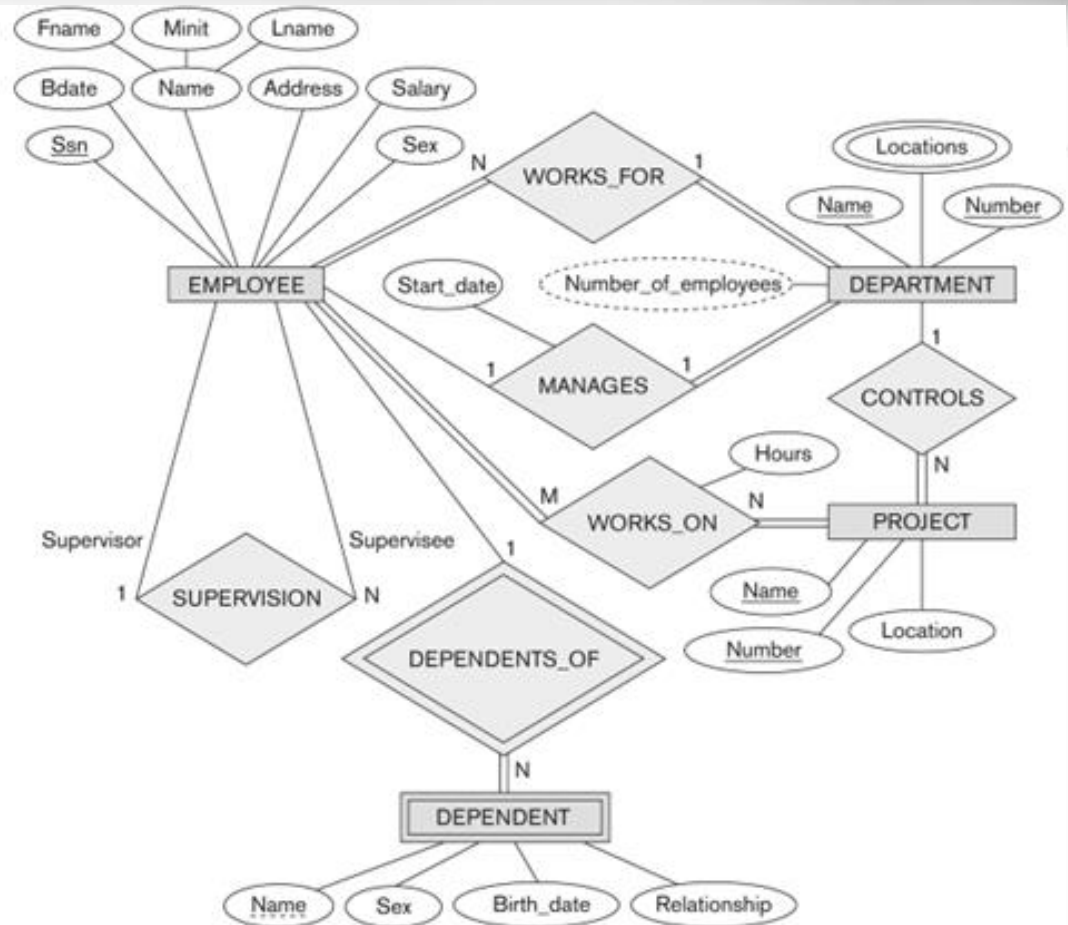 Fname Minit Lname
Bdate Name Address Salary
Ssn Sex
N WORKS_FOR 1
Locations
Name Number
EMPLOYEE Start_date Number_of_employees DEPARTMENT
1 MANAGES 1
1
CONTROLS
N
Hours
M WORKS_ON N
PROJECT
Supervisor Supervisee
1 SUPERVISION N
1
Name
Number Location
DEPENDENTS_OF
N
DEPENDENT
Name Sex Birth_date Relationship